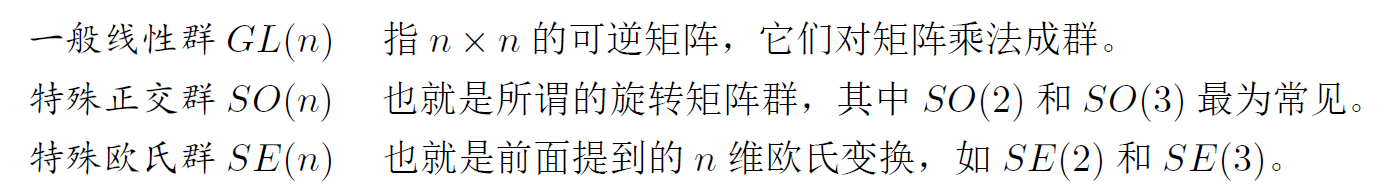 一般线性群 GL(n) 指 n × n 的可逆矩阵，它们对矩阵乘法成群。
特殊正交群 SO(n) 也就是所谓的旋转矩阵群，其中 SO(2) 和 SO(3) 最为常见。
特殊欧氏群 SE(n) 也就是前面提到的 n 维欧氏变换，如 SE(2) 和 SE(3)。